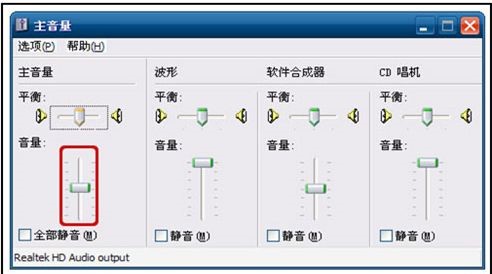 主音量
选项(P) 帮助(H)
主音量 波形 软件合成器 CD 唱机
平衡: 平衡: 平衡: 平衡:
音量: 音量: 音量: 音量:
全部静音(M) 静音(M) 静音(M) 静音(M)
Realtek HD Audio output